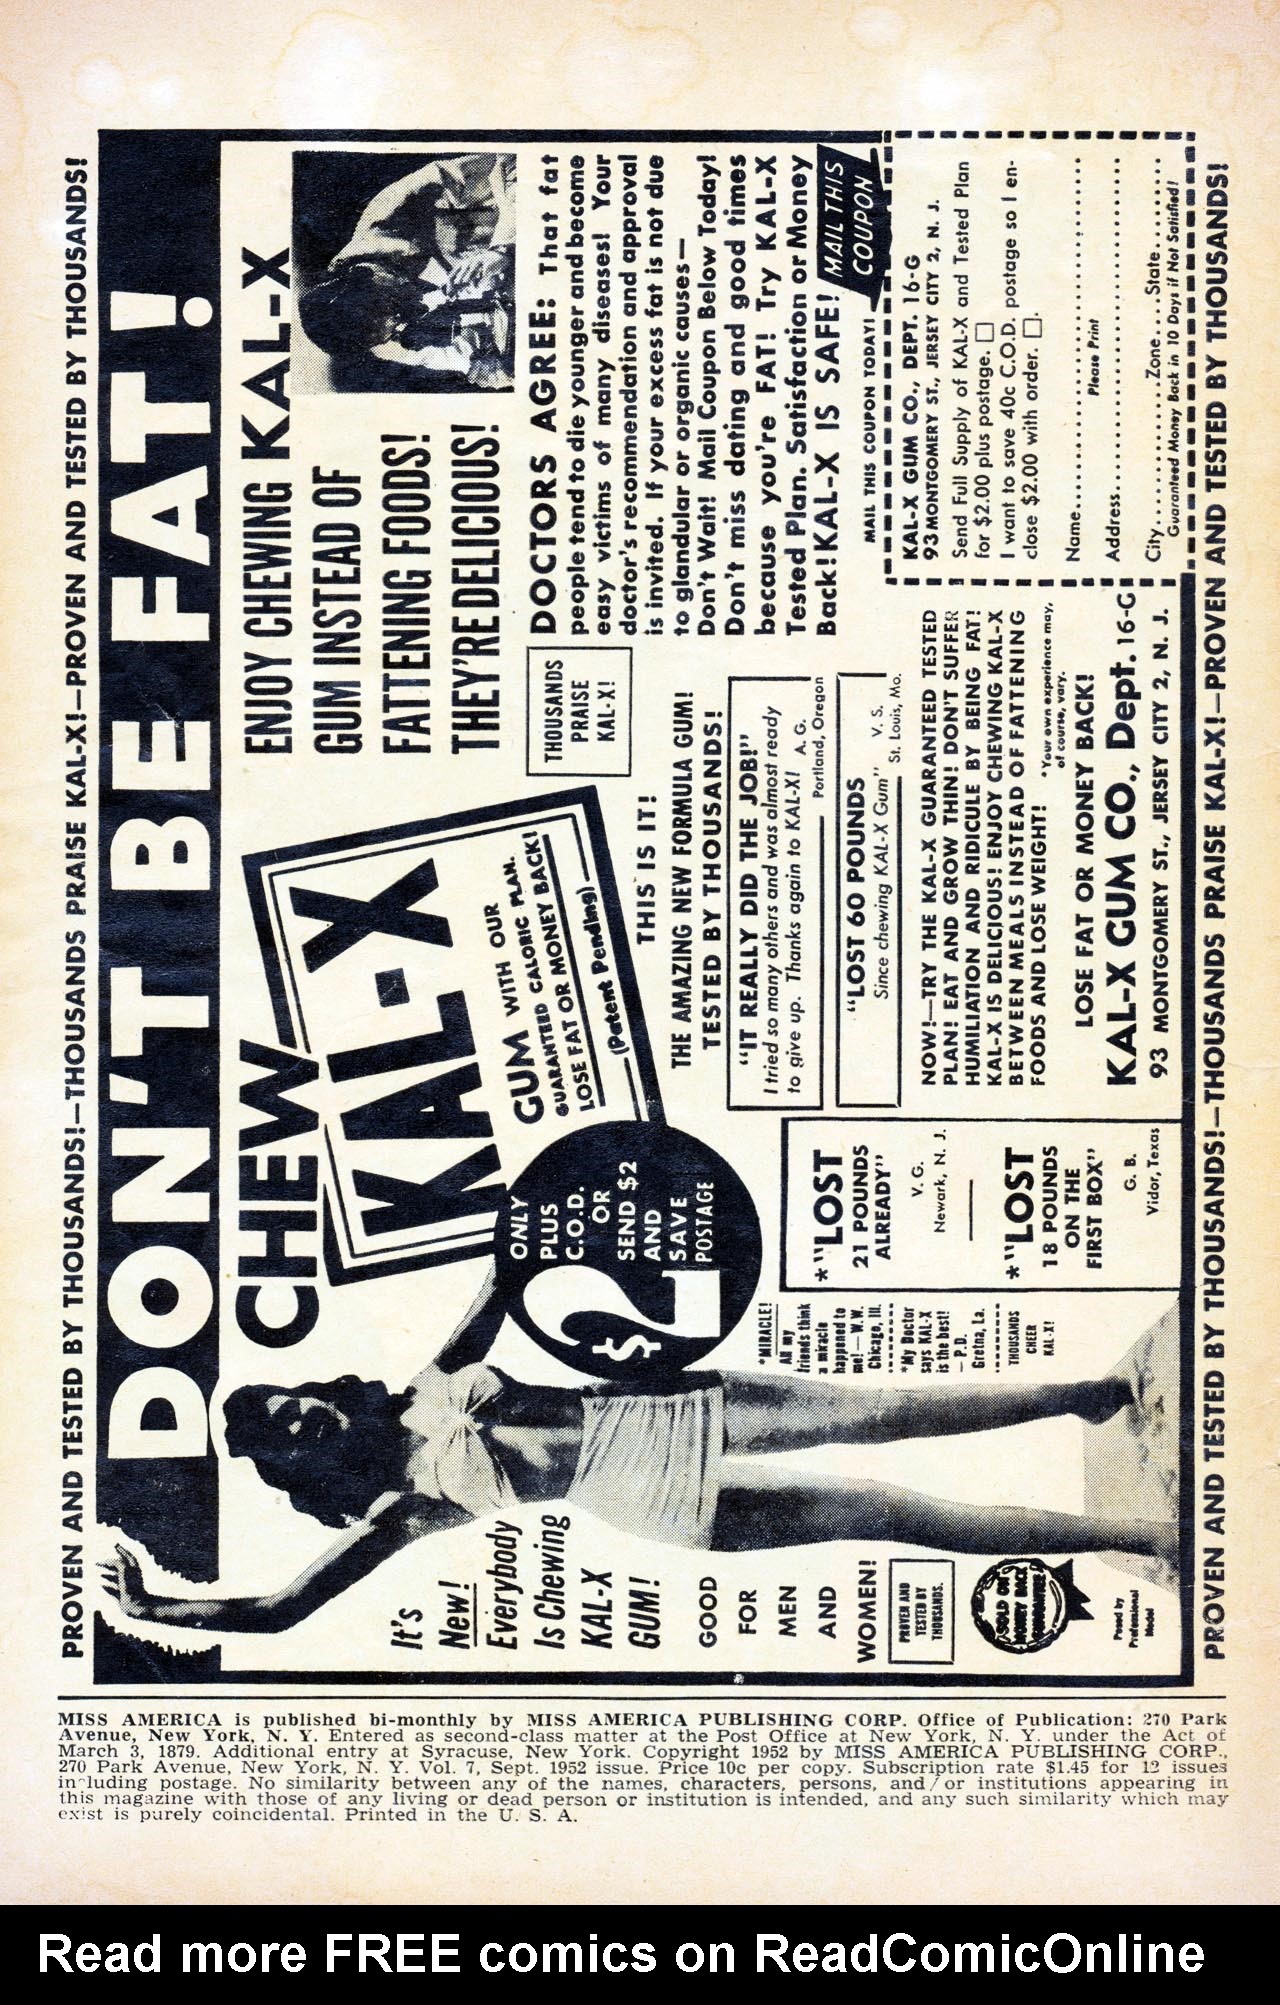 PROVEN AND TESTED BY THOUSANDS!—THOUSANDS PRAISE KAL-X!—PROVEN AND TESTED BY THOUSANDS!
DON'T BE FAT!
CHEW
KAL-X
GUM WITH OUR
GUARANTEED CALORIC PLAN.
LOSE FAT OR MONEY BACK!
(Patent Pending)
ENJOY CHEWING KAL-X
GUM INSTEAD OF
FATTENING FOODS!
THEY'RE DELICIOUS!
It's
New!
Everybody
Is Chewing
KAL-X
GUM!
GOOD
FOR
MEN
AND
WOMEN!
PROVEN AND
TESTED BY
THOUSANDS.
SOLD ON
MONEY BACK
GUARANTEE!
Posed by
Professional
Model
$2
ONLY
PLUS
C.O.D.
OR
SEND $2
AND
SAVE
POSTAGE
*MIRACLE!
All my
friends think
a miracle
happened to
me! — W.W.
Chicago, Ill.
*My Doctor
says KAL-X
is the best!
— P.D.
Gretna, La.
THOUSANDS
CHEER
KAL-X!
*"LOST
21 POUNDS
ALREADY"
V. G.
Newark, N. J.
*"LOST
18 POUNDS
ON THE
FIRST BOX"
G. B.
Vidor, Texas
THIS IS IT!
THE AMAZING NEW FORMULA GUM!
TESTED BY THOUSANDS!
THOUSANDS
PRAISE
KAL-X!
"IT REALLY DID THE JOB!"
I tried so many others and was almost ready
to give up. Thanks again to KAL-X! A. G.
Portland, Oregon
"LOST 60 POUNDS
Since chewing KAL-X Gum" V. S.
St. Louis, Mo.
NOW!—TRY THE KAL-X GUARANTEED TESTED
PLAN! EAT AND GROW THIN! DON'T SUFFER
HUMILIATION AND RIDICULE BY BEING FAT!
KAL-X IS DELICIOUS! ENJOY CHEWING KAL-X
BETWEEN MEALS INSTEAD OF FATTENING
FOODS AND LOSE WEIGHT!
*Your own experience may,
of course, vary.
LOSE FAT OR MONEY BACK!
KAL-X GUM CO., Dept. 16-G
93 MONTGOMERY ST., JERSEY CITY 2, N. J.
DOCTORS AGREE: That fat
people tend to die younger and become
easy victims of many diseases! Your
doctor's recommendation and approval
is invited. If your excess fat is not due
to glandular or organic causes—
Don't Wait! Mail Coupon Below Today!
Don't miss dating and good times
because you're FAT! Try KAL-X
Tested Plan. Satisfaction or Money
Back! KAL-X IS SAFE!
MAIL THIS
COUPON
MAIL THIS COUPON TODAY!
KAL-X GUM CO., DEPT. 16-G
93 MONTGOMERY ST., JERSEY CITY 2, N. J.
Send Full Supply of KAL-X and Tested Plan
for $2.00 plus postage. □
I want to save 40c C.O.D. postage so I en-
close $2.00 with order. □.
Name
Please Print
Address
City Zone State
Guaranteed Money Back in 10 Days if Not Satisfied!
PROVEN AND TESTED BY THOUSANDS!—THOUSANDS PRAISE KAL-X!—PROVEN AND TESTED BY THOUSANDS!
MISS AMERICA is published bi-monthly by MISS AMERICA PUBLISHING CORP. Office of Publication: 270 Park
Avenue, New York, N. Y. Entered as second-class matter at the Post Office at New York, N. Y. under the Act of
March 3, 1879. Additional entry at Syracuse, New York. Copyright 1952 by MISS AMERICA PUBLISHING CORP.,
270 Park Avenue, New York, N. Y. Vol. 7, Sept. 1952 issue. Price 10c per copy. Subscription rate $1.45 for 12 issues
including postage. No similarity between any of the names, characters, persons, and/or institutions appearing in
this magazine with those of any living or dead person or institution is intended, and any such similarity which may
exist is purely coincidental. Printed in the U. S. A.
Read more FREE comics on ReadComicOnline